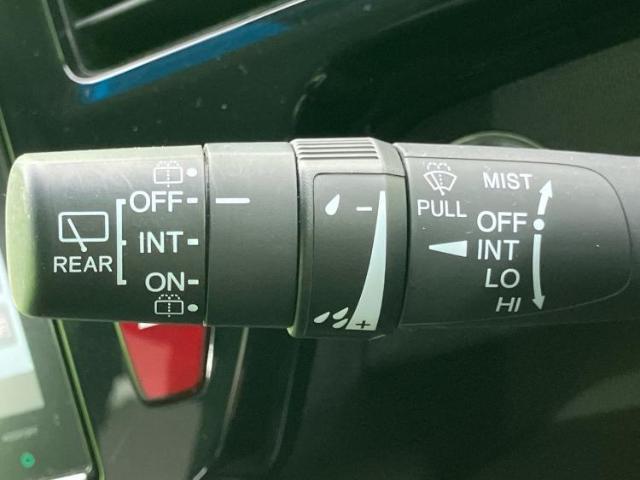 REAR
OFF
INT
ON
−
+
PULL
MIST
OFF
INT
LO
HI